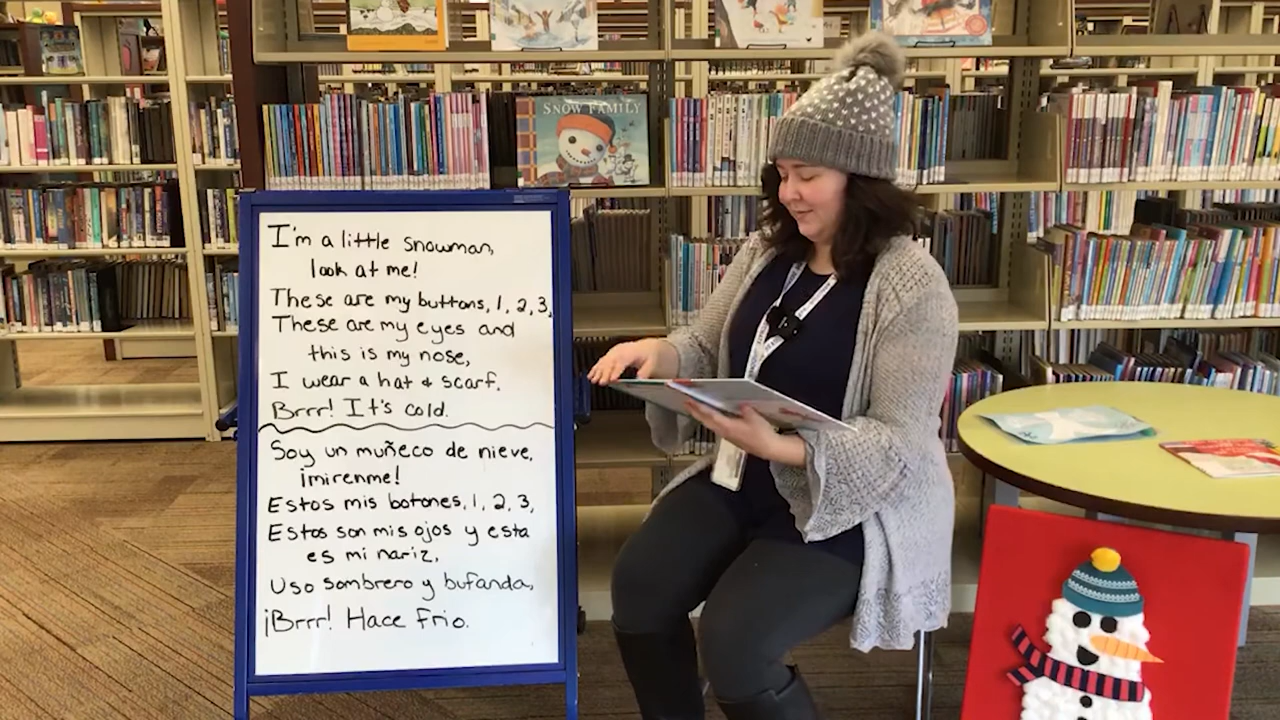 SNOW FAMILY
I'm a little snowman,
look at me!
These are my buttons, 1, 2, 3,
These are my eyes and
this is my nose,
I wear a hat & scarf.
Brrr! It's cold.
Soy un muñeco de nieve,
¡mirenme!
Estos mis botones, 1, 2, 3,
Estos son mis ojos y esta
es mi nariz,
Uso sombrero y bufanda,
¡Brrr! Hace frio.